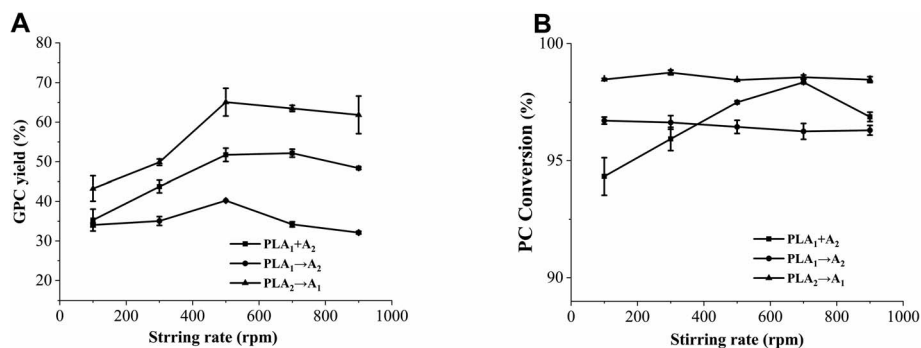 A
GPC yield (%)
80
70
60
50
40
30
20
PLA₁+A₂
PLA₁→A₂
PLA₂→A₁
0 200 400 600 800 1000
Strring rate (rpm)
B
PC Conversion (%)
100
95
90
PLA₁+A₂
PLA₁→A₂
PLA₂→A₁
0 200 400 600 800 1000
Stirring rate (rpm)